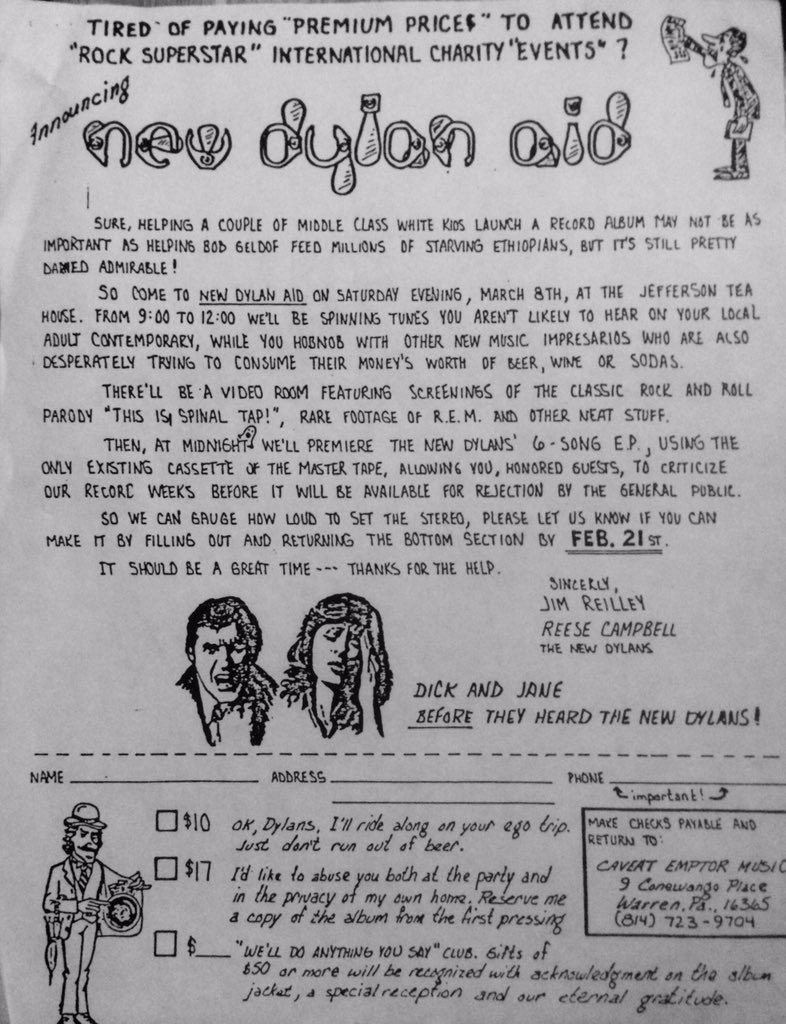 TIRED OF PAYING "PREMIUM PRICES" TO ATTEND
"ROCK SUPERSTAR" INTERNATIONAL CHARITY "EVENTS"?
Announcing
new dylan aid
SURE, HELPING A COUPLE OF MIDDLE CLASS WHITE KIDS LAUNCH A RECORD ALBUM MAY NOT BE AS
IMPORTANT AS HELPING BOB GELDOF FEED MILLIONS OF STARVING ETHIOPIANS, BUT IT'S STILL PRETTY
DAMNED ADMIRABLE!
SO COME TO NEW DYLAN AID ON SATURDAY EVENING, MARCH 8TH, AT THE JEFFERSON TEA
HOUSE. FROM 9:00 TO 12:00 WE'LL BE SPINNING TUNES YOU AREN'T LIKELY TO HEAR ON YOUR LOCAL
ADULT CONTEMPORARY, WHILE YOU HOBNOB WITH OTHER NEW MUSIC IMPRESARIOS WHO ARE ALSO
DESPERATELY TRYING TO CONSUME THEIR MONEY'S WORTH OF BEER, WINE OR SODAS.
THERE'LL BE A VIDEO ROOM FEATURING SCREENINGS OF THE CLASSIC ROCK AND ROLL
PARODY "THIS IS SPINAL TAP!", RARE FOOTAGE OF R.E.M. AND OTHER NEAT STUFF.
THEN, AT MIDNIGHT, WE'LL PREMIERE THE NEW DYLANS' 6-SONG E.P., USING THE
ONLY EXISTING CASSETTE OF THE MASTER TAPE, ALLOWING YOU, HONORED GUESTS, TO CRITICIZE
OUR RECORD WEEKS BEFORE IT WILL BE AVAILABLE FOR REJECTION BY THE GENERAL PUBLIC.
SO WE CAN GAUGE HOW LOUD TO SET THE STEREO, PLEASE LET US KNOW IF YOU CAN
MAKE IT BY FILLING OUT AND RETURNING THE BOTTOM SECTION BY FEB. 21ST.
IT SHOULD BE A GREAT TIME --- THANKS FOR THE HELP.
SINCERLY,
JIM REILLEY
REESE CAMPBELL
THE NEW DYLANS
DICK AND JANE
BEFORE THEY HEARD THE NEW DYLANS!
NAME ADDRESS PHONE
important!
$10 OK, Dylans, I'll ride along on your ego trip.
Just don't run out of beer.
$17 I'd like to abuse you both at the party and
in the privacy of my own home. Reserve me
a copy of the album from the first pressing
$___ "WE'LL DO ANYTHING YOU SAY" CLUB. Gifts of
$50 or more will be recognized with acknowledgment on the album
jacket, a special reception and our eternal gratitude.
MAKE CHECKS PAYABLE AND
RETURN TO:
CAVEAT EMPTOR MUSIC
9 Conewango Place
Warren, Pa., 16365
(814) 723-9704